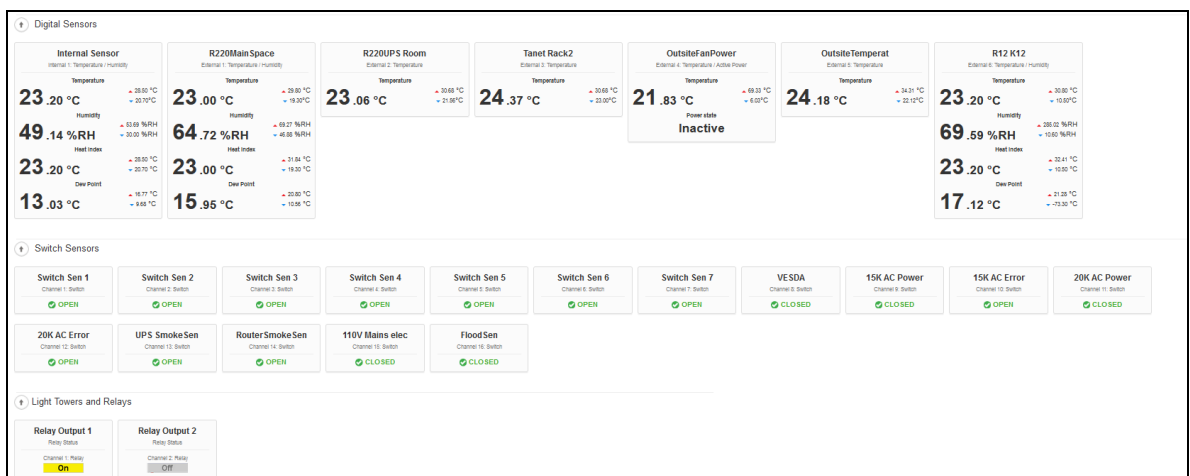 Digital Sensors
Internal Sensor
Internal 1: Temperature / Humidity
Temperature
23.20 °C
28.50 °C
20.70°C
Humidity
49.14 %RH
53.69 %RH
30.00 %RH
Heat Index
23.20 °C
28.50 °C
20.70 °C
Dew Point
13.03 °C
16.77 °C
9.68 °C
R220MainSpace
External 1: Temperature / Humidity
Temperature
23.00 °C
29.80 °C
19.30°C
Humidity
64.72 %RH
69.27 %RH
46.88 %RH
Heat Index
23.00 °C
31.84 °C
19.30 °C
Dew Point
15.95 °C
20.80 °C
10.56 °C
R220UPS Room
External 2: Temperature
Temperature
23.06 °C
30.68 °C
21.86°C
Tanet Rack2
External 3: Temperature
Temperature
24.37 °C
30.68 °C
23.00°C
OutsiteFanPower
External 4: Temperature / Active Power
Temperature
21.83 °C
69.33 °C
6.03°C
Power state
Inactive
OutsiteTemperat
External 5: Temperature
Temperature
24.18 °C
34.31 °C
22.12°C
R12 K12
External 6: Temperature / Humidity
Temperature
23.20 °C
30.80 °C
10.50°C
Humidity
69.59 %RH
%RH
10.60 %RH
Heat Index
23.20 °C
32.41 °C
10.50 °C
Dew Point
17.12 °C
21.28 °C
-73.30 °C
Switch Sensors
Switch Sen 1
Channel 1: Switch
OPEN
Switch Sen 2
Channel 2: Switch
OPEN
Switch Sen 3
Channel 3: Switch
OPEN
Switch Sen 4
Channel 4: Switch
OPEN
Switch Sen 5
Channel 5: Switch
OPEN
Switch Sen 6
Channel 6: Switch
OPEN
Switch Sen 7
Channel 7: Switch
OPEN
VESDA
Channel 8: Switch
CLOSED
15K AC Power
Channel 9: Switch
CLOSED
15K AC Error
Channel 10: Switch
OPEN
20K AC Power
Channel 11: Switch
CLOSED
20K AC Error
Channel 12: Switch
OPEN
UPS SmokeSen
Channel 13: Switch
OPEN
RouterSmokeSen
Channel 14: Switch
OPEN
110V Mains elec
Channel 15: Switch
CLOSED
FloodSen
Channel 16: Switch
CLOSED
Light Towers and Relays
Relay Output 1
Relay Status
Channel 1: Relay
On
Relay Output 2
Relay Status
Channel 2: Relay
Off